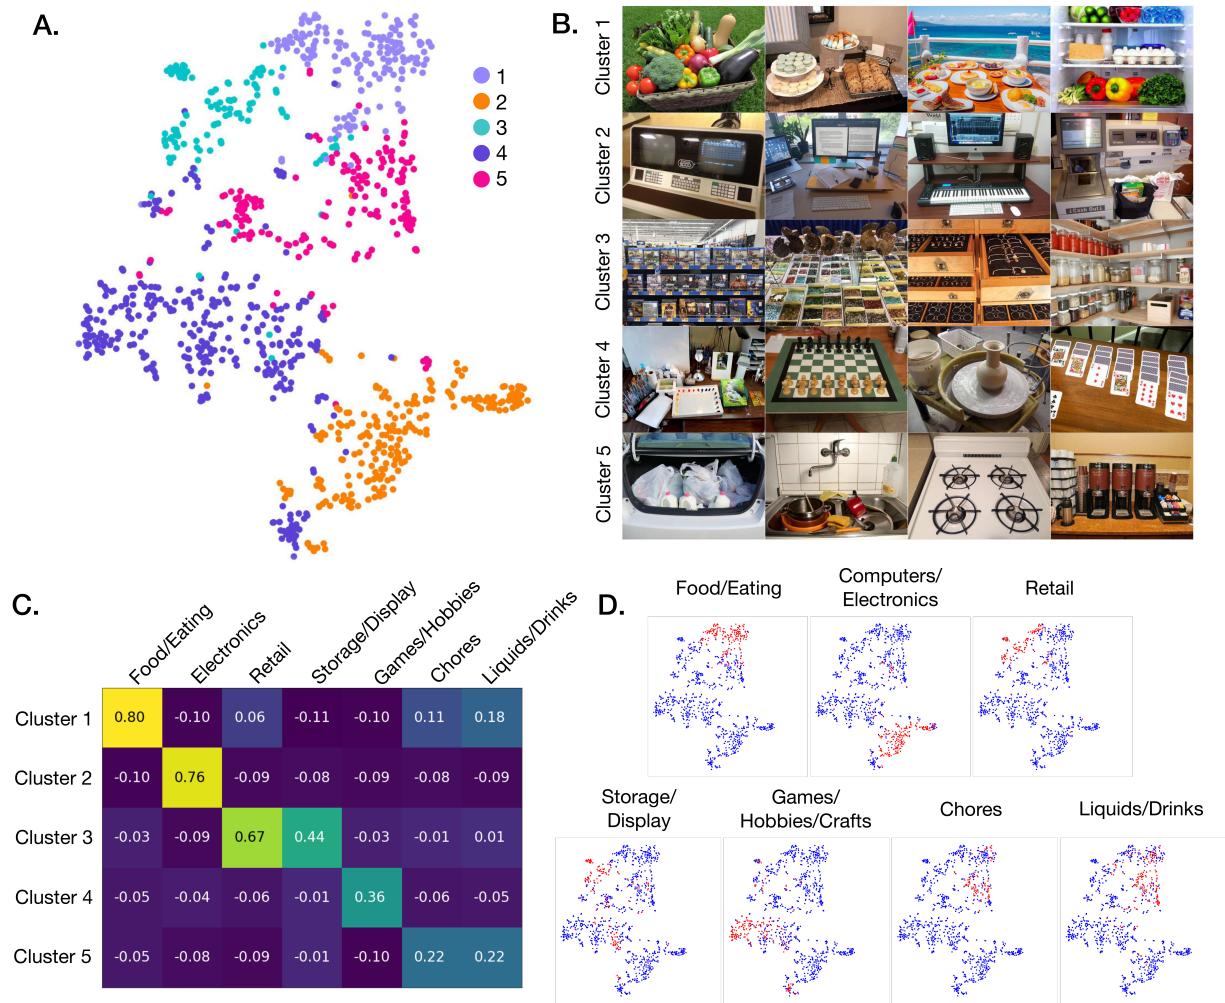 A.
1
2
3
4
5
B.
Cluster 1
Cluster 2
Cluster 3
Cluster 4
Cluster 5
C.
Food/Eating
Electronics
Retail
Storage/Display
Games/Hobbies
Chores
Liquids/Drinks
Cluster 1 0.80 -0.10 0.06 -0.11 -0.10 0.11 0.18
Cluster 2 -0.10 0.76 -0.09 -0.08 -0.09 -0.08 -0.09
Cluster 3 -0.03 -0.09 0.67 0.44 -0.03 -0.01 0.01
Cluster 4 -0.05 -0.04 -0.06 -0.01 0.36 -0.06 -0.05
Cluster 5 -0.05 -0.08 -0.09 -0.01 -0.10 0.22 0.22
D.
Food/Eating
Computers/
Electronics
Retail
Storage/
Display
Games/
Hobbies/Crafts
Chores
Liquids/Drinks